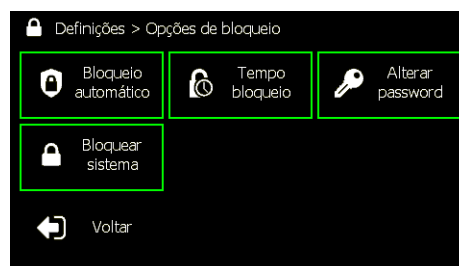 Definições > Opções de bloqueio
Bloqueio
automático
Tempo
bloqueio
Alterar
password
Bloquear
sistema
Voltar